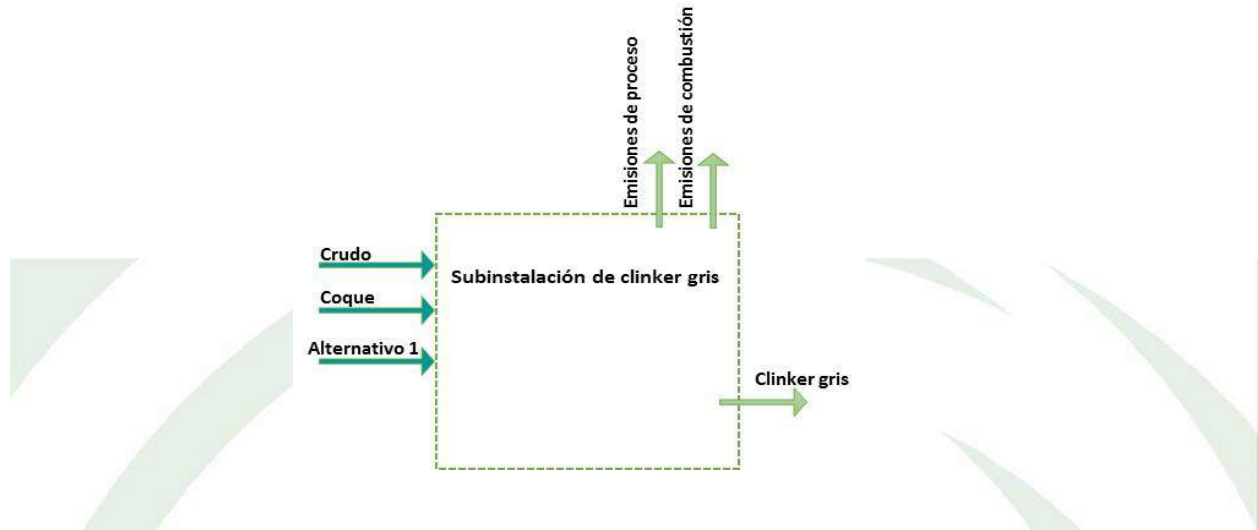 Emisiones de proceso
Emisiones de combustión
Crudo
Coque
Alternativo 1
Subinstalación de clinker gris
Clinker gris